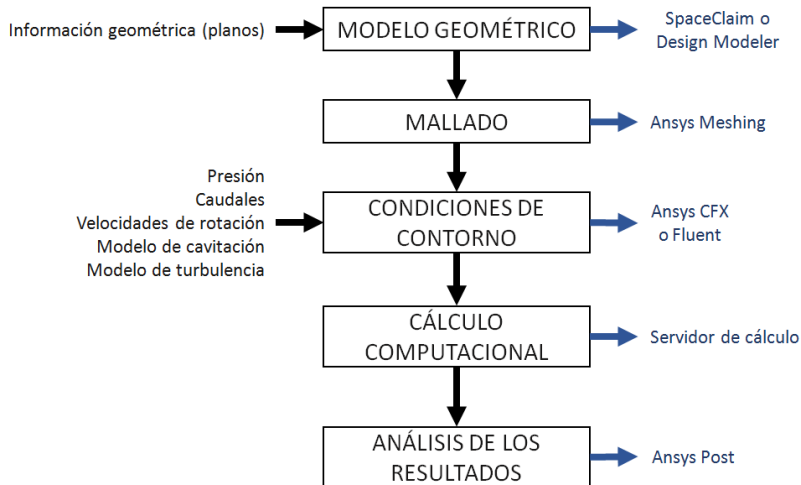 Información geométrica (planos)
MODELO GEOMÉTRICO
SpaceClaim o
Design Modeler
MALLADO
Ansys Meshing
Presión
Caudales
Velocidades de rotación
Modelo de cavitación
Modelo de turbulencia
CONDICIONES DE
CONTORNO
Ansys CFX
o Fluent
CÁLCULO
COMPUTACIONAL
Servidor de cálculo
ANÁLISIS DE LOS
RESULTADOS
Ansys Post